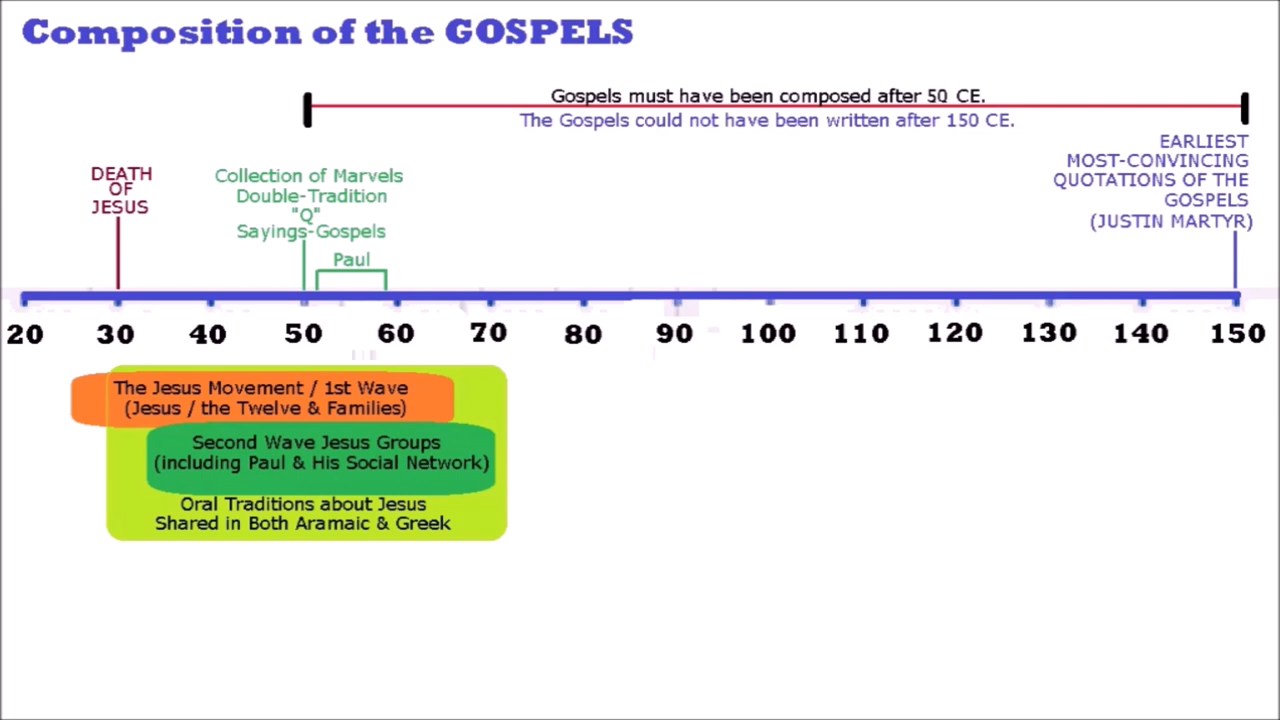 Composition of the GOSPELS
Gospels must have been composed after 50 CE.
The Gospels could not have been written after 150 CE.
DEATH
OF
JESUS
Collection of Marvels
Double-Tradition
"Q"
Sayings-Gospels
Paul
EARLIEST
MOST-CONVINCING
QUOTATIONS OF THE
GOSPELS
(JUSTIN MARTYR)
20 30 40 50 60 70 80 90 100 110 120 130 140 150
The Jesus Movement / 1st Wave
(Jesus / the Twelve & Families)
Second Wave Jesus Groups
(including Paul & His Social Network)
Oral Traditions about Jesus
Shared in Both Aramaic & Greek